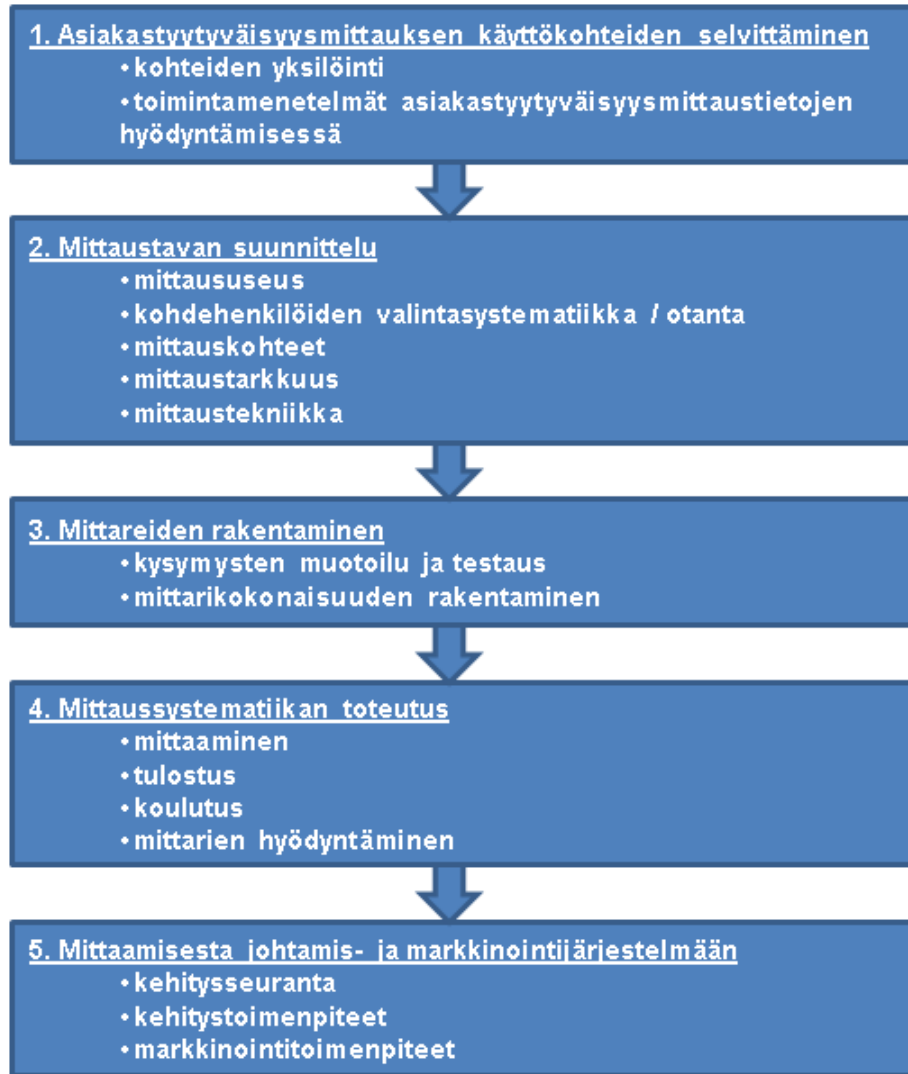 1. Asiakastyytyväisyysmittauksen käyttökohteiden selvittäminen
• kohteiden yksilöinti
• toimintamenetelmät asiakastyytyväisyysmittaustietojen
hyödyntämisessä
2. Mittaustavan suunnittelu
• mittaususeus
• kohdehenkilöiden valintasystematiikka / otanta
• mittauskohteet
• mittaustarkkuus
• mittaustekniikka
3. Mittareiden rakentaminen
• kysymysten muotoilu ja testaus
• mittarikokonaisuuden rakentaminen
4. Mittaussystematiikan toteutus
• mittaaminen
• tulostus
• koulutus
• mittarien hyödyntäminen
5. Mittaamisesta johtamis- ja markkinointijärjestelmään
• kehitysseuranta
• kehitystoimenpiteet
• markkinointitoimenpiteet